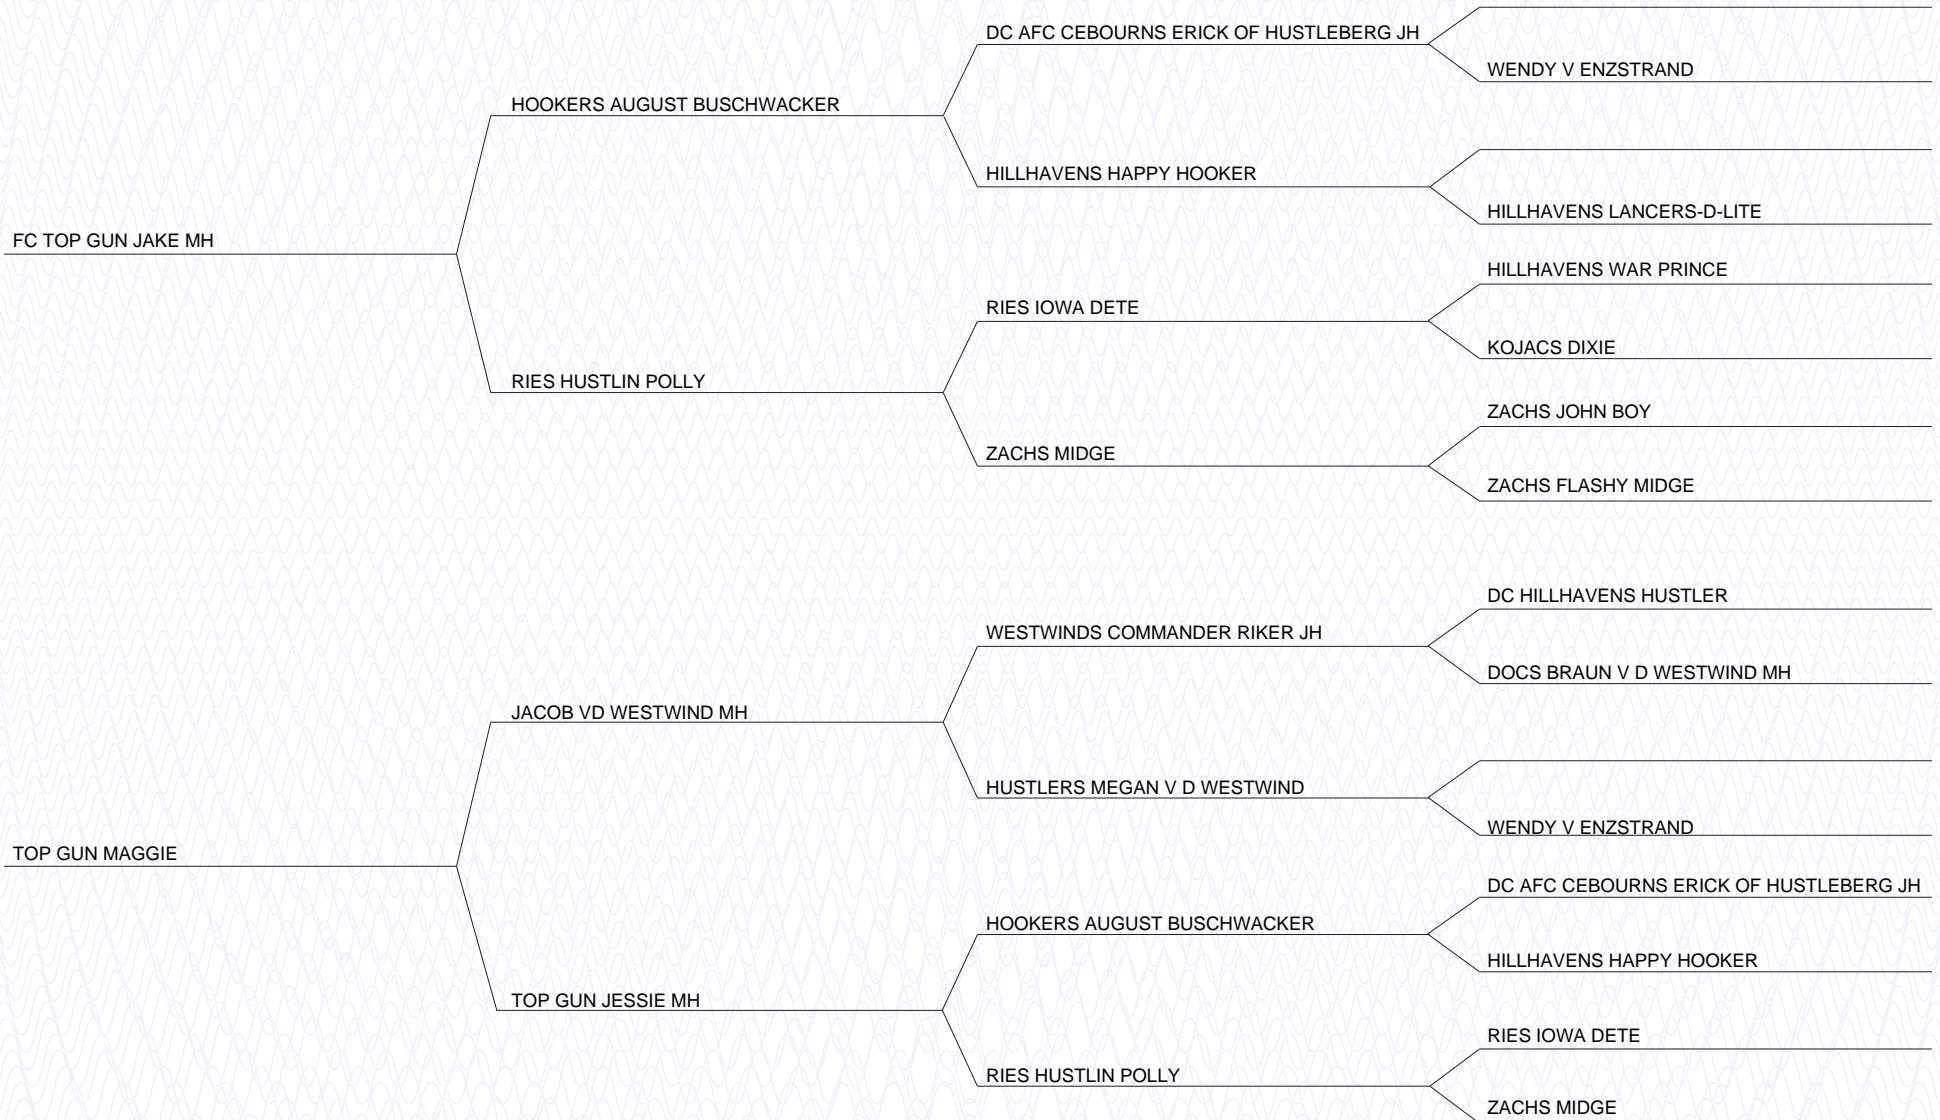 DC AFC CEBOURNS ERICK OF HUSTLEBERG JH
WENDY V ENZSTRAND
HOOKERS AUGUST BUSCHWACKER
HILLHAVENS HAPPY HOOKER
HILLHAVENS LANCERS-D-LITE
FC TOP GUN JAKE MH
HILLHAVENS WAR PRINCE
RIES IOWA DETE
KOJACS DIXIE
RIES HUSTLIN POLLY
ZACHS JOHN BOY
ZACHS MIDGE
ZACHS FLASHY MIDGE
DC HILLHAVENS HUSTLER
WESTWINDS COMMANDER RIKER JH
DOCS BRAUN V D WESTWIND MH
JACOB VD WESTWIND MH
HUSTLERS MEGAN V D WESTWIND
WENDY V ENZSTRAND
TOP GUN MAGGIE
DC AFC CEBOURNS ERICK OF HUSTLEBERG JH
HOOKERS AUGUST BUSCHWACKER
HILLHAVENS HAPPY HOOKER
TOP GUN JESSIE MH
RIES IOWA DETE
RIES HUSTLIN POLLY
ZACHS MIDGE